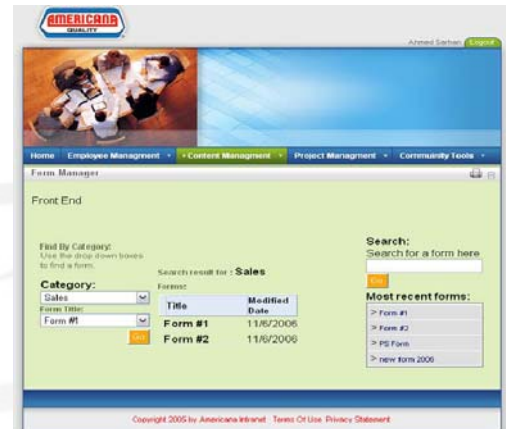 AMERICANA
QUALITY
Ahmed Sarhan Logout
Home Employee Managment Content Managment Project Managment Community Tools
Form Manager
Front End
Find By Category:
Use the drop down boxes
to find a form.
Category:
Sales
Form Title:
Form #1
Go
Search result for : Sales
Forms:
Title Modified Date
Form #1 11/6/2006
Form #2 11/6/2006
Search:
Search for a form here
Go
Most recent forms:
> Form #1
> Form #2
> PS Form
> new form 2006
Copyright 2005 by Americana Intranet Terms Of Use Privacy Statement